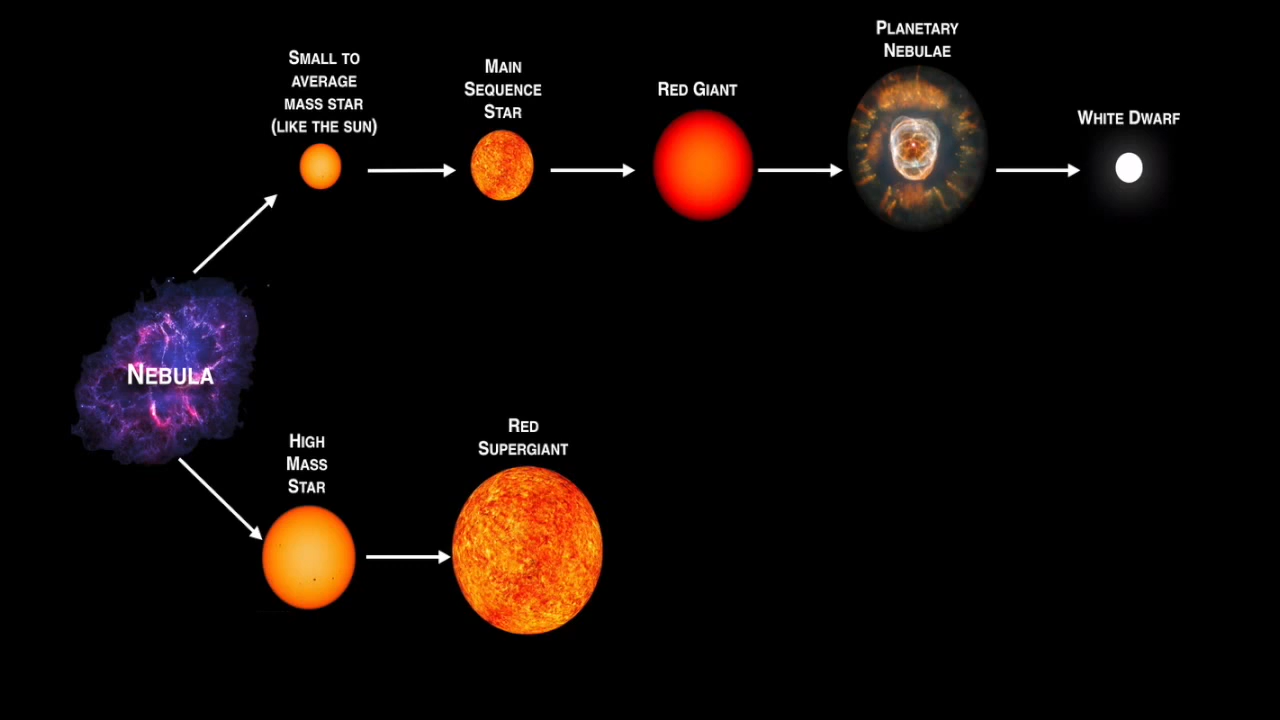 Small to
average
mass star
(like the sun)
Main
Sequence
Star
Red Giant
Planetary
Nebulae
White Dwarf
Nebula
High
Mass
Star
Red
Supergiant